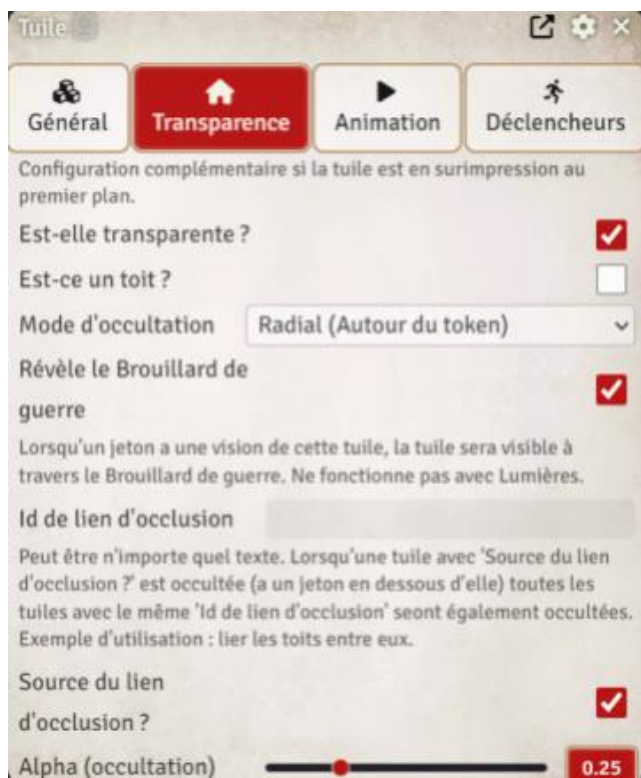 Tuile
Général
Transparence
Animation
Déclencheurs
Configuration complémentaire si la tuile est en surimpression au
premier plan.
Est-elle transparente ?
Est-ce un toit ?
Mode d'occultation
Radial (Autour du token)
Révèle le Brouillard de
guerre
Lorsqu'un jeton a une vision de cette tuile, la tuile sera visible à
travers le Brouillard de guerre. Ne fonctionne pas avec Lumières.
Id de lien d'occlusion
Peut être n'importe quel texte. Lorsqu'une tuile avec 'Source du lien
d'occlusion ?' est occultée (a un jeton en dessous d'elle) toutes les
tuiles avec le même 'Id de lien d'occlusion' seont également occultées.
Exemple d'utilisation : lier les toits entre eux.
Source du lien
d'occlusion ?
Alpha (occultation)
0.25